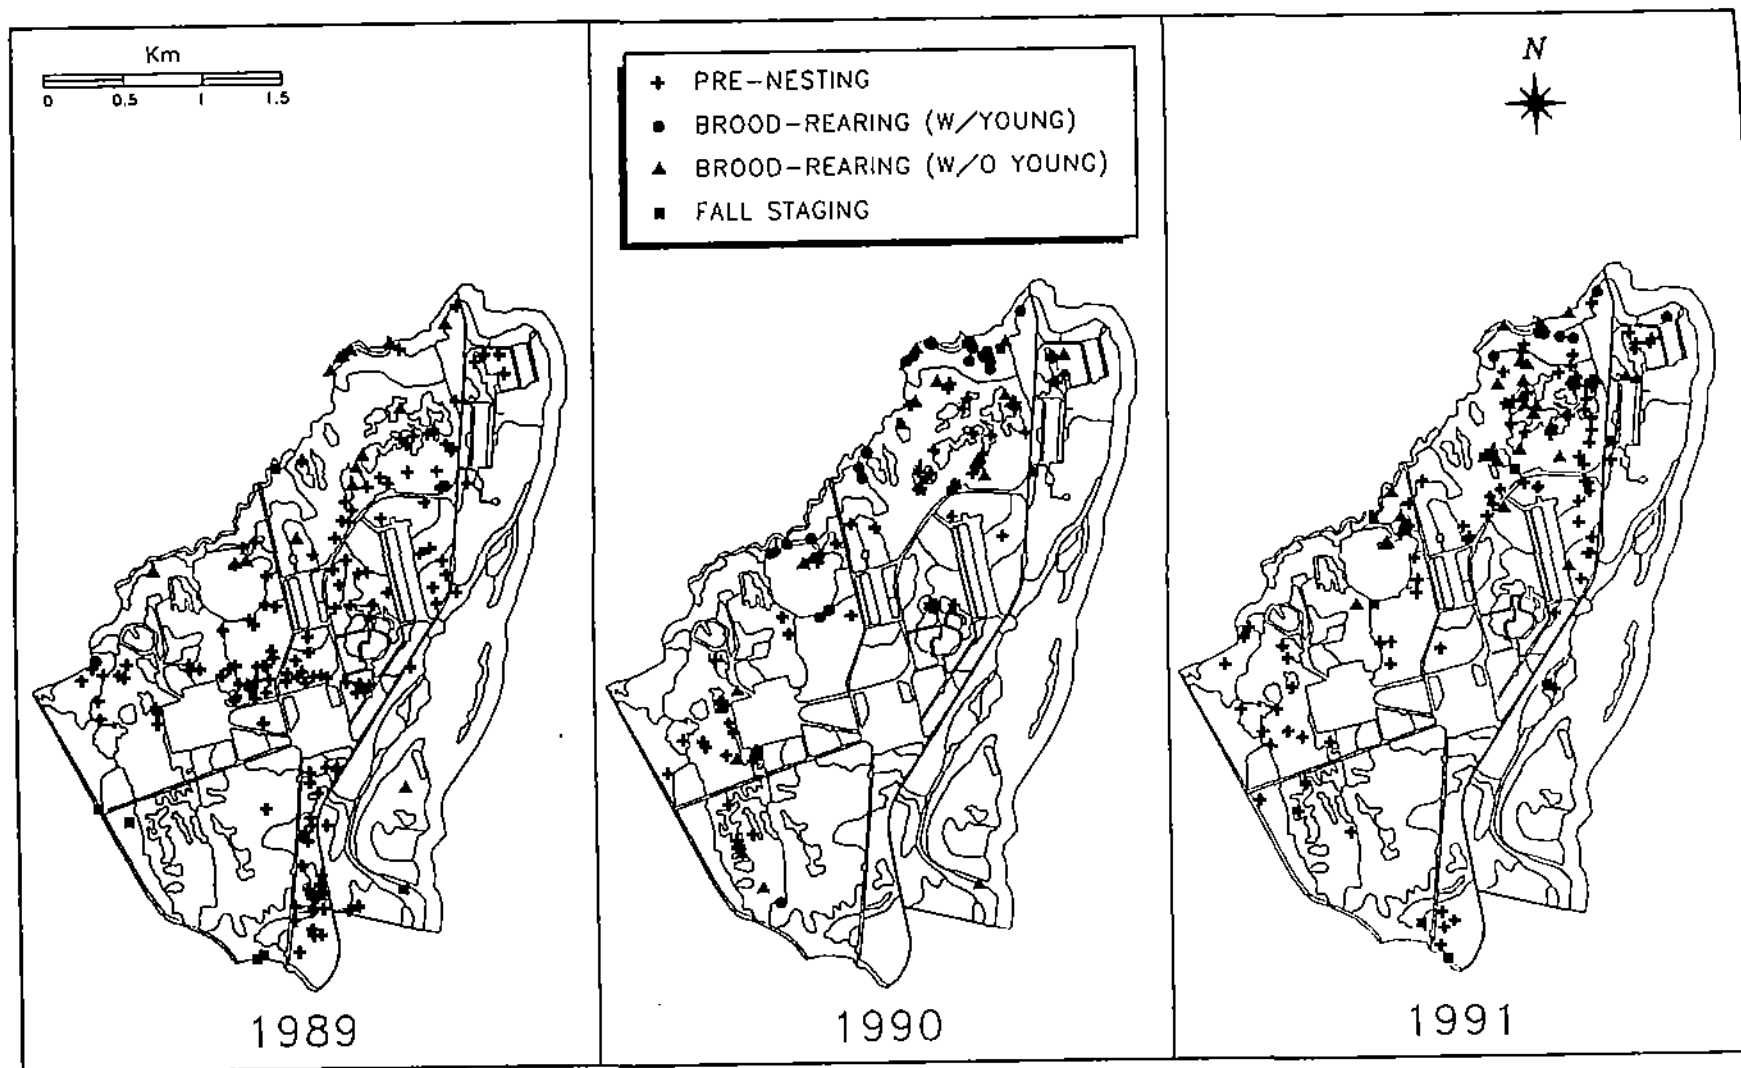 Km
0 0.5 1 1.5
PRE-NESTING
BROOD-REARING (W/YOUNG)
BROOD-REARING (W/O YOUNG)
FALL STAGING
N
1989
1990
1991